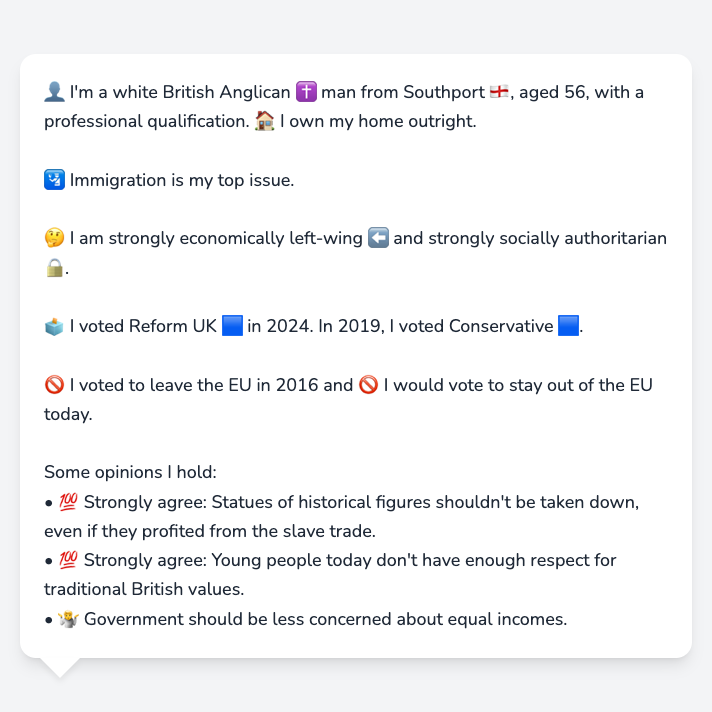 👤 I'm a white British Anglican ✝️ man from Southport 🏴󠁧󠁢󠁥󠁮󠁧󠁿, aged 56, with a
professional qualification. 🏠 I own my home outright.
🛂 Immigration is my top issue.
🤔 I am strongly economically left-wing ⬅️ and strongly socially authoritarian
🔒.
🗳️ I voted Reform UK 🟦 in 2024. In 2019, I voted Conservative 🟦.
🚫 I voted to leave the EU in 2016 and 🚫 I would vote to stay out of the EU
today.
Some opinions I hold:
• 💯 Strongly agree: Statues of historical figures shouldn't be taken down,
even if they profited from the slave trade.
• 💯 Strongly agree: Young people today don't have enough respect for
traditional British values.
• 🤷 Government should be less concerned about equal incomes.